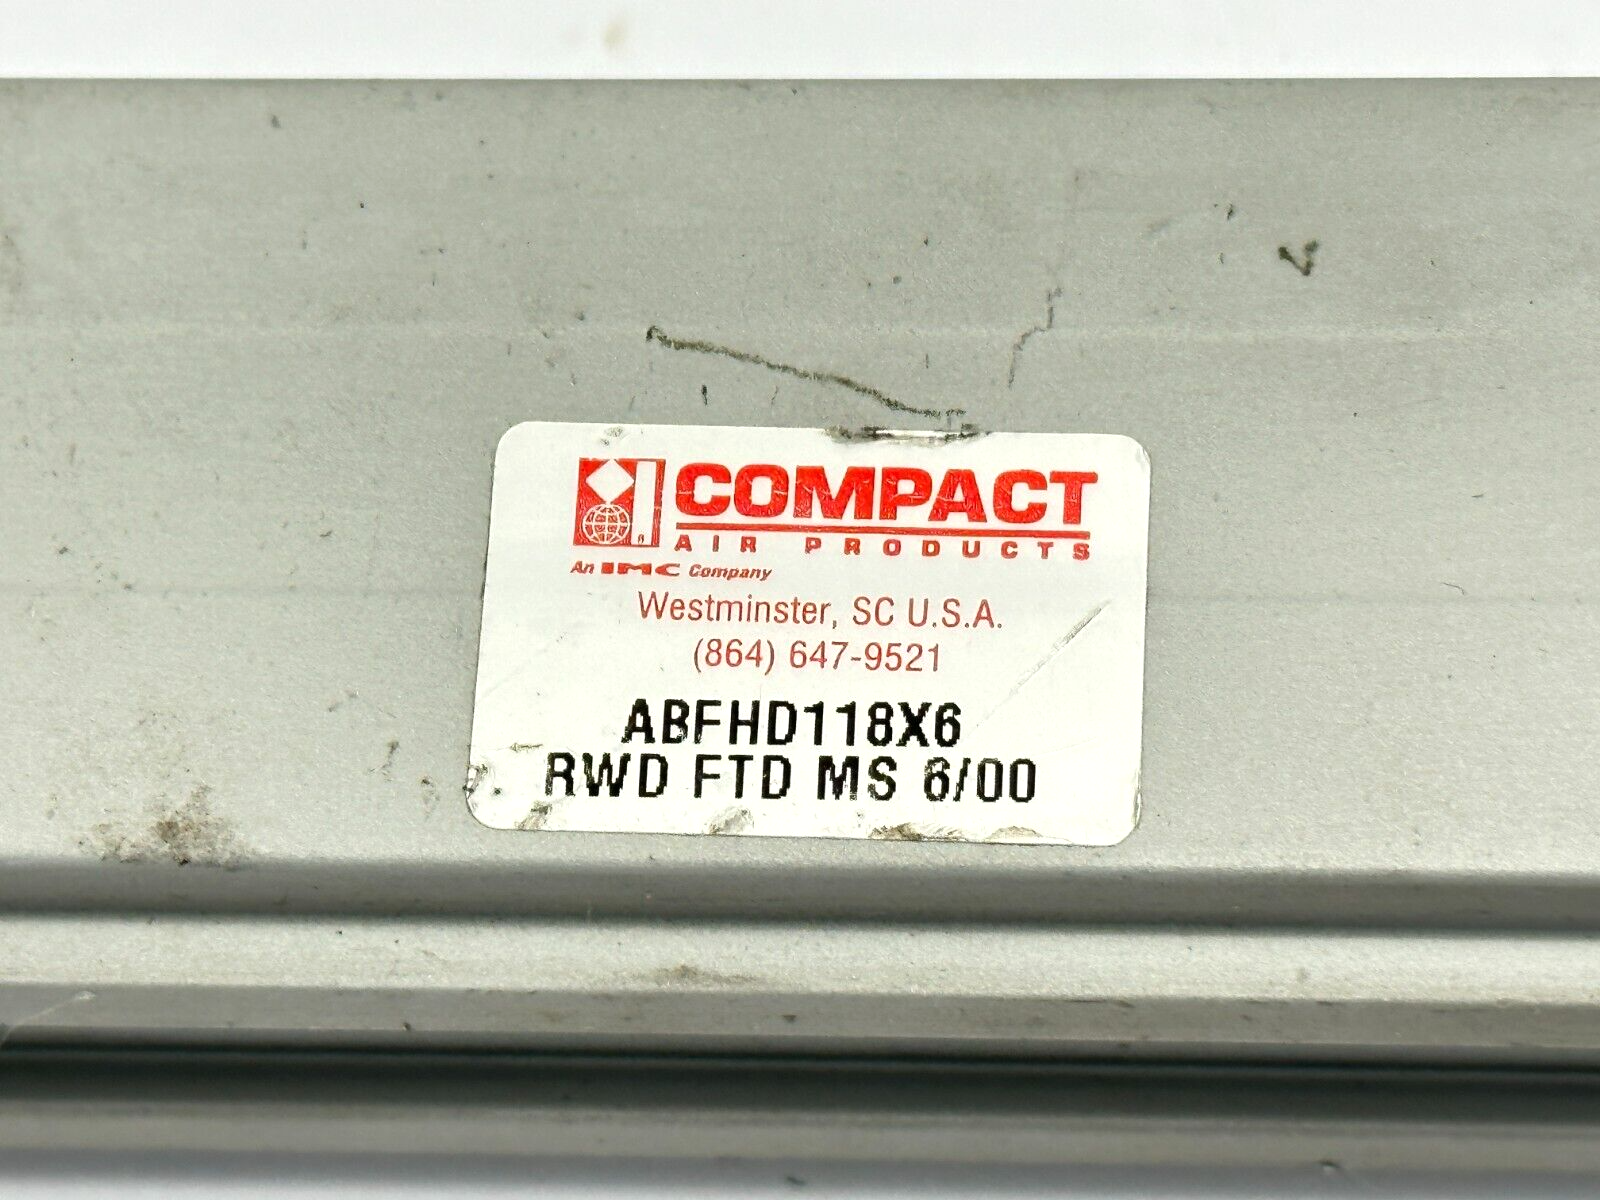 COMPACT
AIR PRODUCTS
An IMC Company
Westminster, SC U.S.A.
(864) 647-9521
ABFHD118X6
RWD FTD MS 6/00